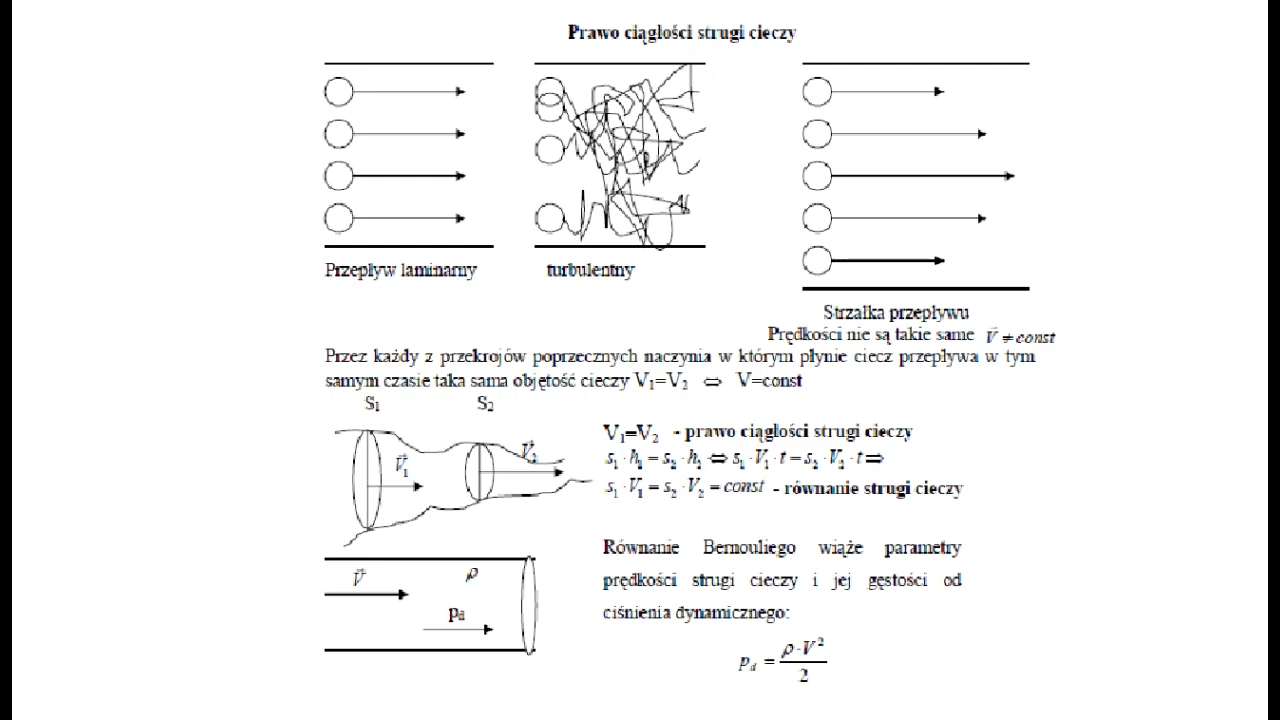 Prawo ciągłości strugi cieczy
Przepływ laminarny
turbulentny
Strzałka przepływu
Prędkości nie są takie same V⃗ ≠ const
Przez każdy z przekrojów poprzecznych naczynia w którym płynie ciecz przepływa w tym
samym czasie taka sama objętość cieczy V₁=V₂ ⇔ V=const
S₁ S₂
V⃗₁
V⃗₂
V₁=V₂ - prawo ciągłości strugi cieczy
s₁ · h₁ = s₂ · h₂ ⇔ s₁ · V₁ · t = s₂ · V₂ · t ⇒
s₁ · V₁ = s₂ · V₂ = const - równanie strugi cieczy
V⃗ ρ
pd
Równanie Bernouliego wiąże parametry
prędkości strugi cieczy i jej gęstości od
ciśnienia dynamicznego:
p_d = ρ·V² / 2